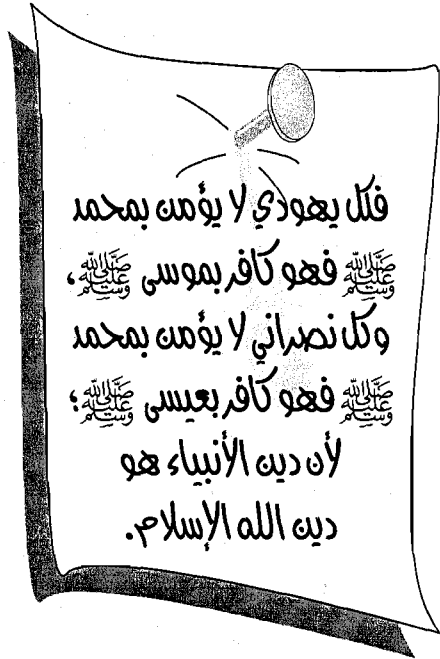 فكل يهودي لا يؤمن بمحمد
ﷺ فهو كافر بموسى ﷺ،
وكل نصراني لا يؤمن بمحمد
ﷺ فهو كافر بعيسى ﷺ؛
لأن دين الأنبياء هو
دين الله الإسلام.